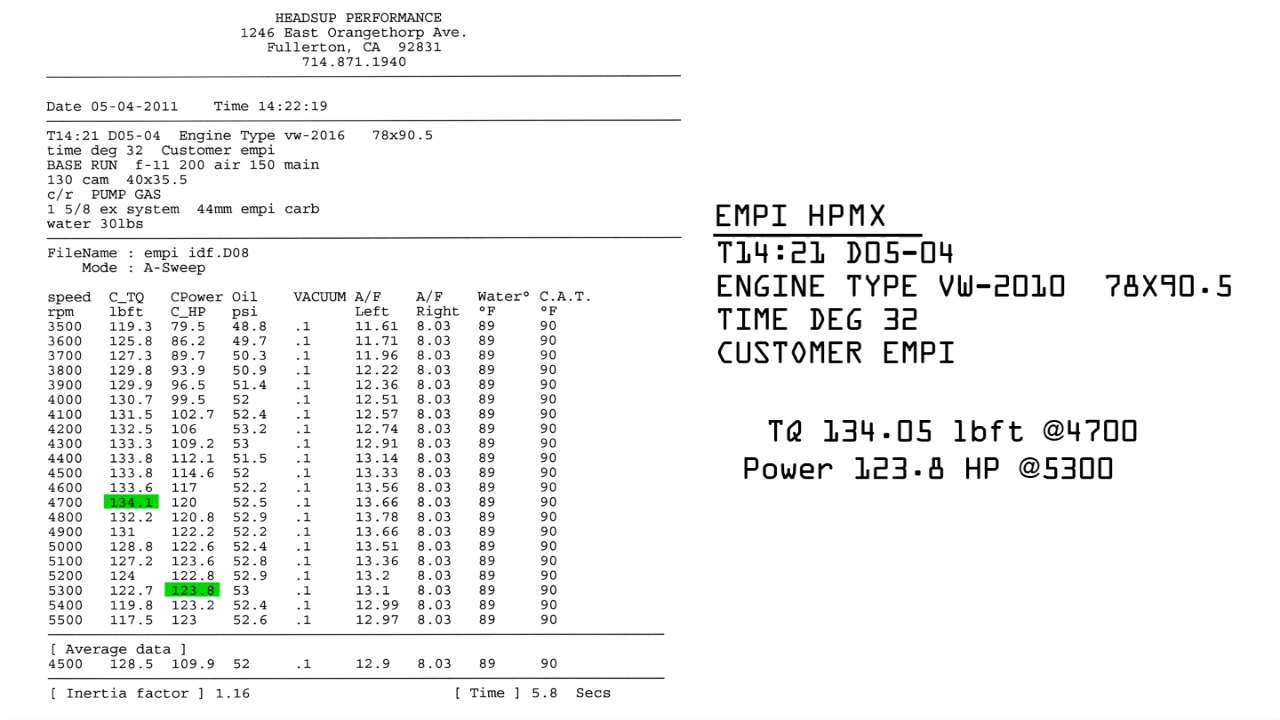 HEADSUP PERFORMANCE
1246 East Orangethorp Ave.
Fullerton, CA 92831
714.871.1940
Date 05-04-2011 Time 14:22:19
T14:21 D05-04 Engine Type vw-2016 78x90.5
time deg 32 Customer empi
BASE RUN f-11 200 air 150 main
130 cam 40x35.5
c/r PUMP GAS
1 5/8 ex system 44mm empi carb
water 30lbs
FileName : empi idf.D08
Mode : A-Sweep
speed C_TQ CPower Oil VACUUM A/F A/F Water° C.A.T.
rpm lbft C_HP psi Left Right °F °F
3500 119.3 79.5 48.8 .1 11.61 8.03 89 90
3600 125.8 86.2 49.7 .1 11.71 8.03 89 90
3700 127.3 89.7 50.3 .1 11.96 8.03 89 90
3800 129.8 93.9 50.9 .1 12.22 8.03 89 90
3900 129.9 96.5 51.4 .1 12.36 8.03 89 90
4000 130.7 99.5 52 .1 12.51 8.03 89 90
4100 131.5 102.7 52.4 .1 12.57 8.03 89 90
4200 132.5 106 53.2 .1 12.74 8.03 89 90
4300 133.3 109.2 53 .1 12.91 8.03 89 90
4400 133.8 112.1 51.5 .1 13.14 8.03 89 90
4500 133.8 114.6 52 .1 13.33 8.03 89 90
4600 133.6 117 52.2 .1 13.56 8.03 89 90
4700 134.1 120 52.5 .1 13.66 8.03 89 90
4800 132.2 120.8 52.9 .1 13.78 8.03 89 90
4900 131 122.2 52.2 .1 13.66 8.03 89 90
5000 128.8 122.6 52.4 .1 13.51 8.03 89 90
5100 127.2 123.6 52.8 .1 13.36 8.03 89 90
5200 124 122.8 52.9 .1 13.2 8.03 89 90
5300 122.7 123.8 53 .1 13.1 8.03 89 90
5400 119.8 123.2 52.4 .1 12.99 8.03 89 90
5500 117.5 123 52.6 .1 12.97 8.03 89 90
[ Average data ]
4500 128.5 109.9 52 .1 12.9 8.03 89 90
[ Inertia factor ] 1.16 [ Time ] 5.8 Secs
EMPI HPMX
T14:21 D05-04
ENGINE TYPE VW-2010 78X90.5
TIME DEG 32
CUSTOMER EMPI
TQ 134.05 lbft @4700
Power 123.8 HP @5300